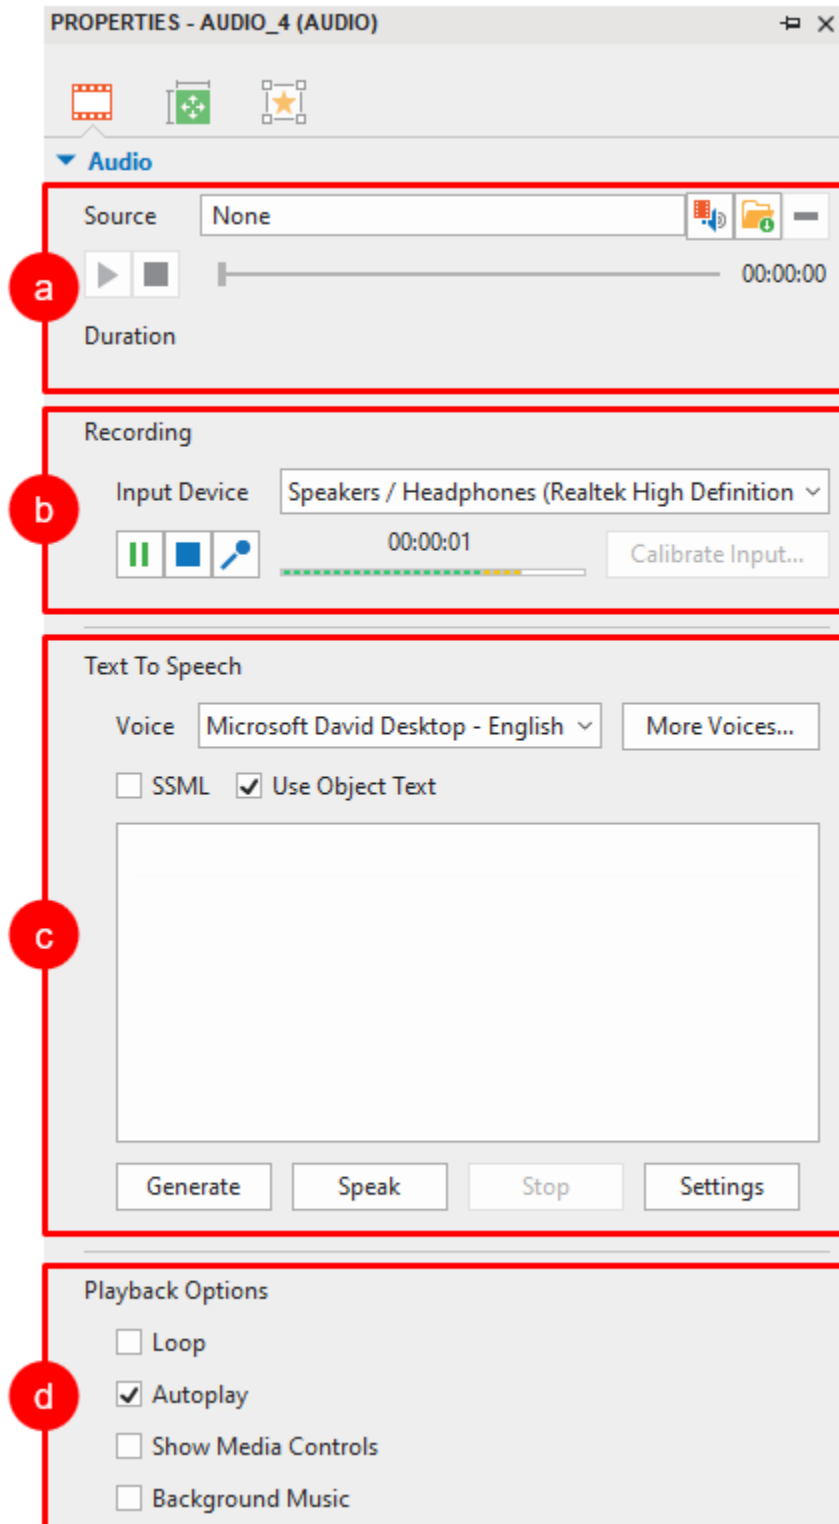 PROPERTIES - AUDIO_4 (AUDIO)
Audio
Source None
a
00:00:00
Duration
Recording
b
Input Device Speakers / Headphones (Realtek High Definition
00:00:01
Calibrate Input...
Text To Speech
Voice Microsoft David Desktop - English More Voices...
SSML Use Object Text
c
Generate Speak Stop Settings
Playback Options
Loop
d
Autoplay
Show Media Controls
Background Music